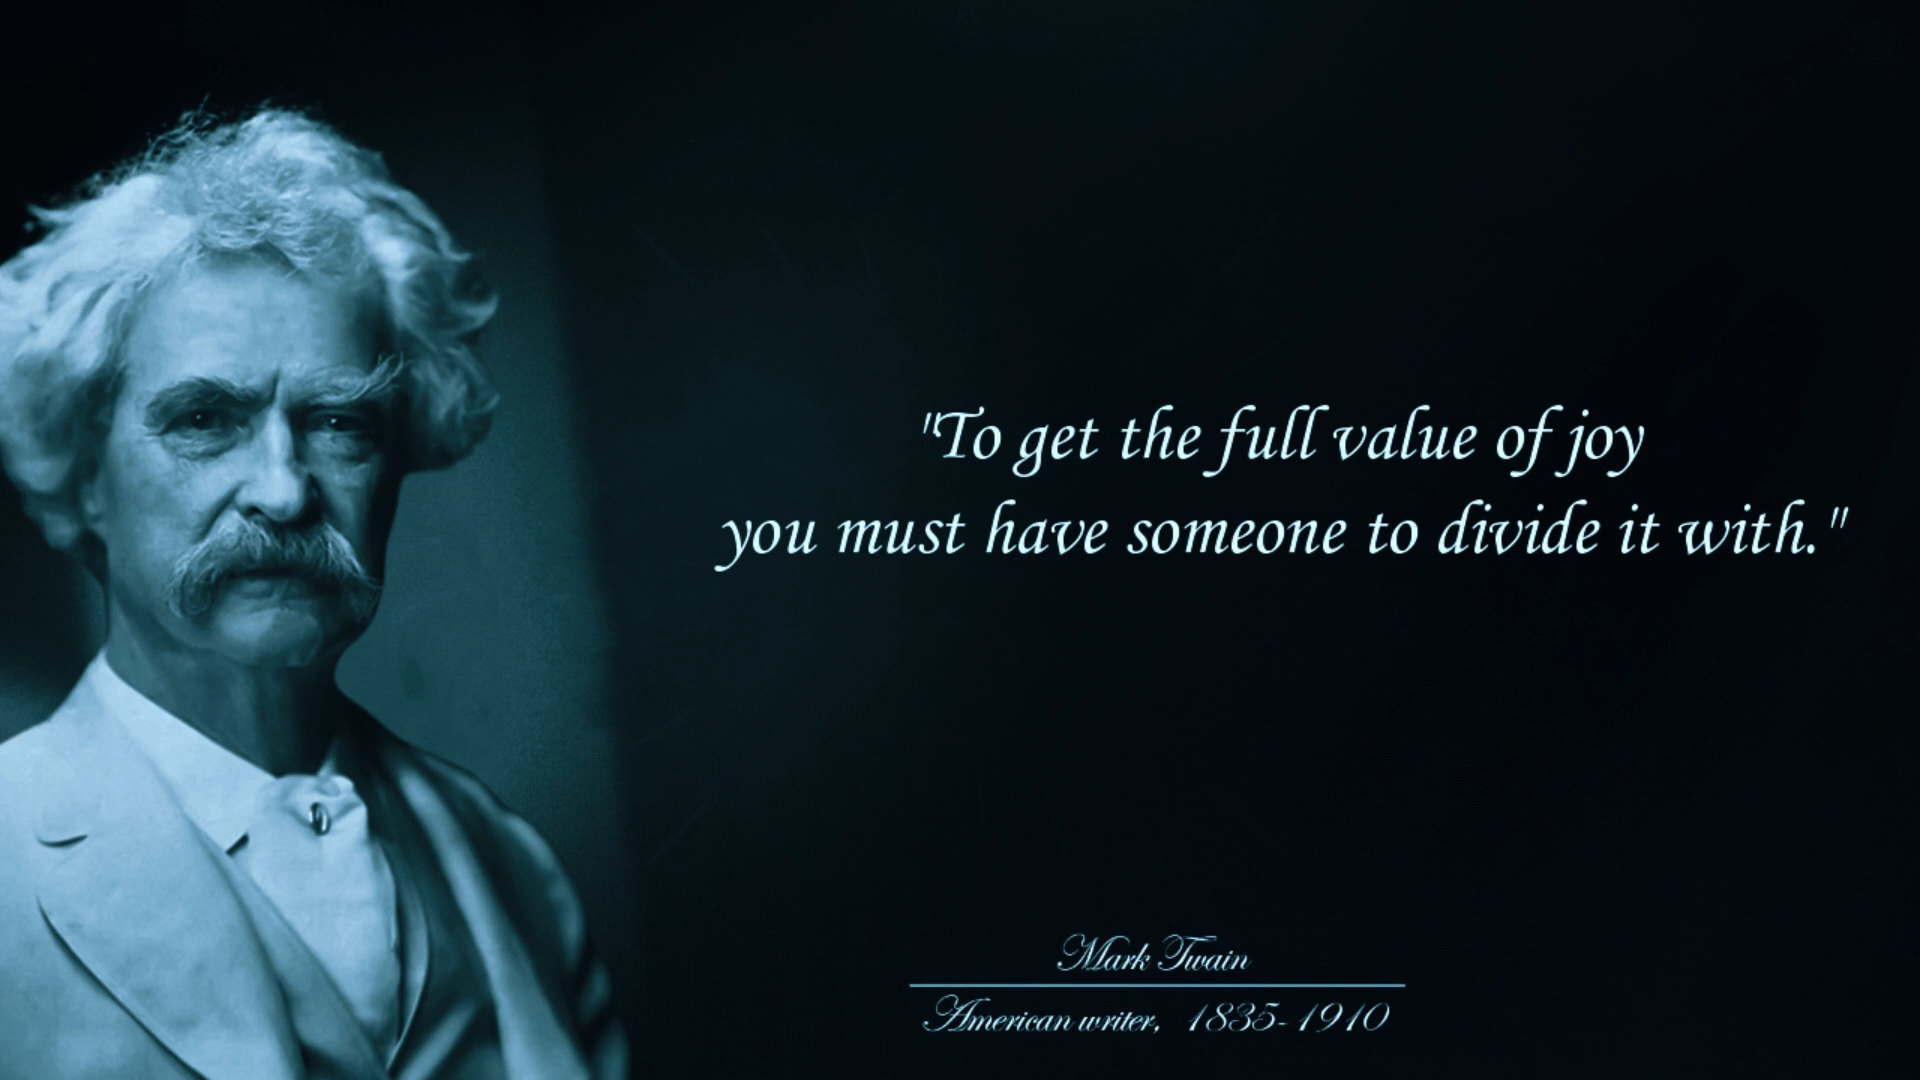 "To get the full value of joy
you must have someone to divide it with."
Mark Twain
American writer, 1835-1910